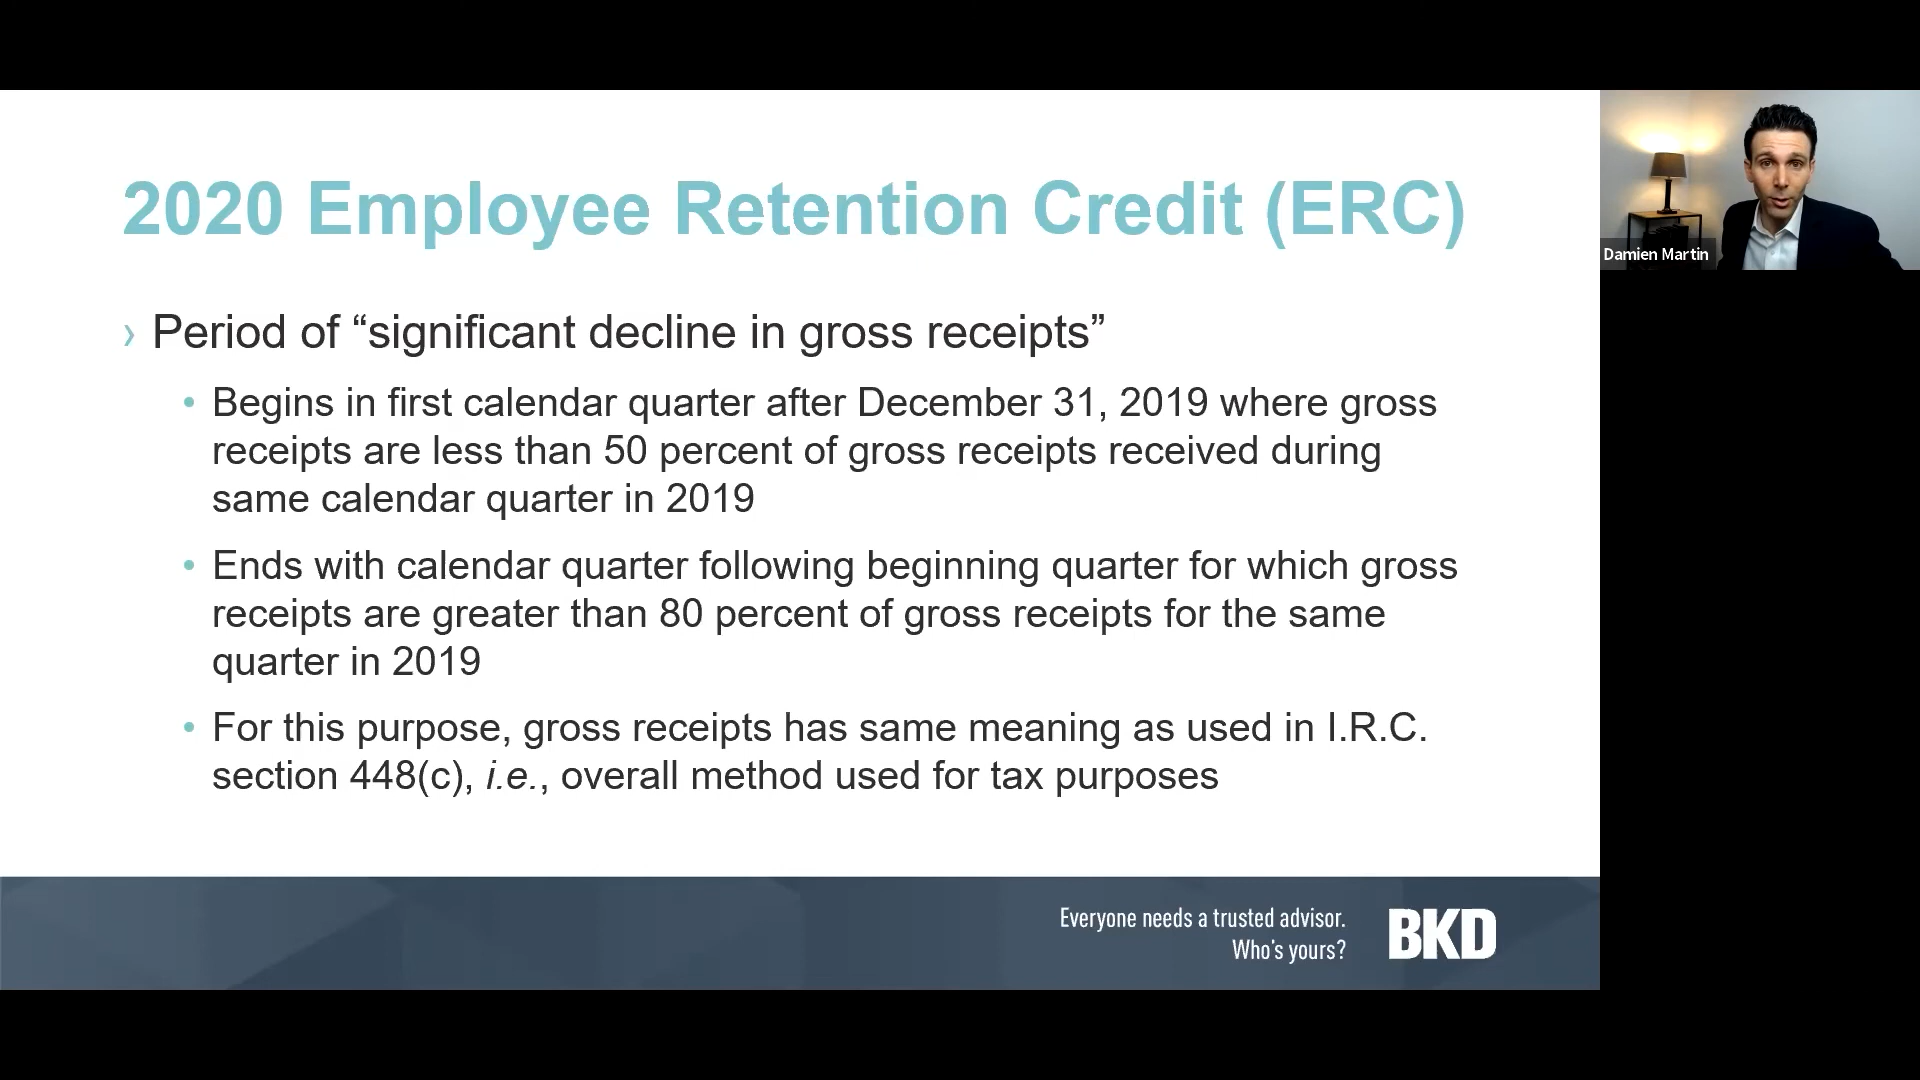 2020 Employee Retention Credit (ERC)
› Period of “significant decline in gross receipts”
• Begins in first calendar quarter after December 31, 2019 where gross
receipts are less than 50 percent of gross receipts received during
same calendar quarter in 2019
• Ends with calendar quarter following beginning quarter for which gross
receipts are greater than 80 percent of gross receipts for the same
quarter in 2019
• For this purpose, gross receipts has same meaning as used in I.R.C.
section 448(c), i.e., overall method used for tax purposes
Everyone needs a trusted advisor.
Who’s yours?
BKD
Damien Martin